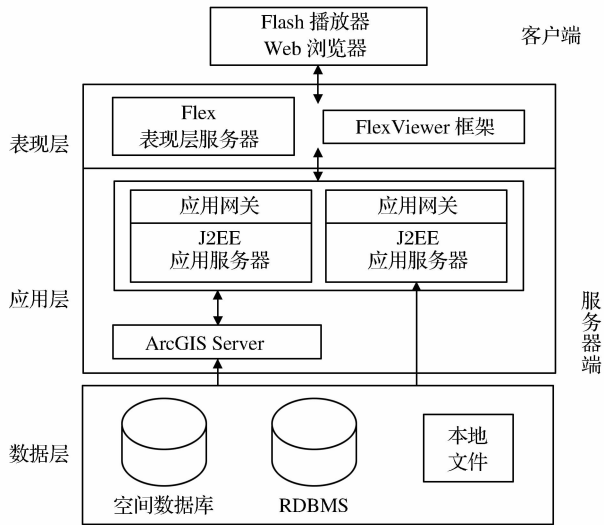 Flash 播放器
Web 浏览器
客户端
表现层
Flex
表现层服务器
FlexViewer 框架
应用层
应用网关
J2EE
应用服务器
应用网关
J2EE
应用服务器
ArcGIS Server
服务器端
数据层
空间数据库
RDBMS
本地
文件